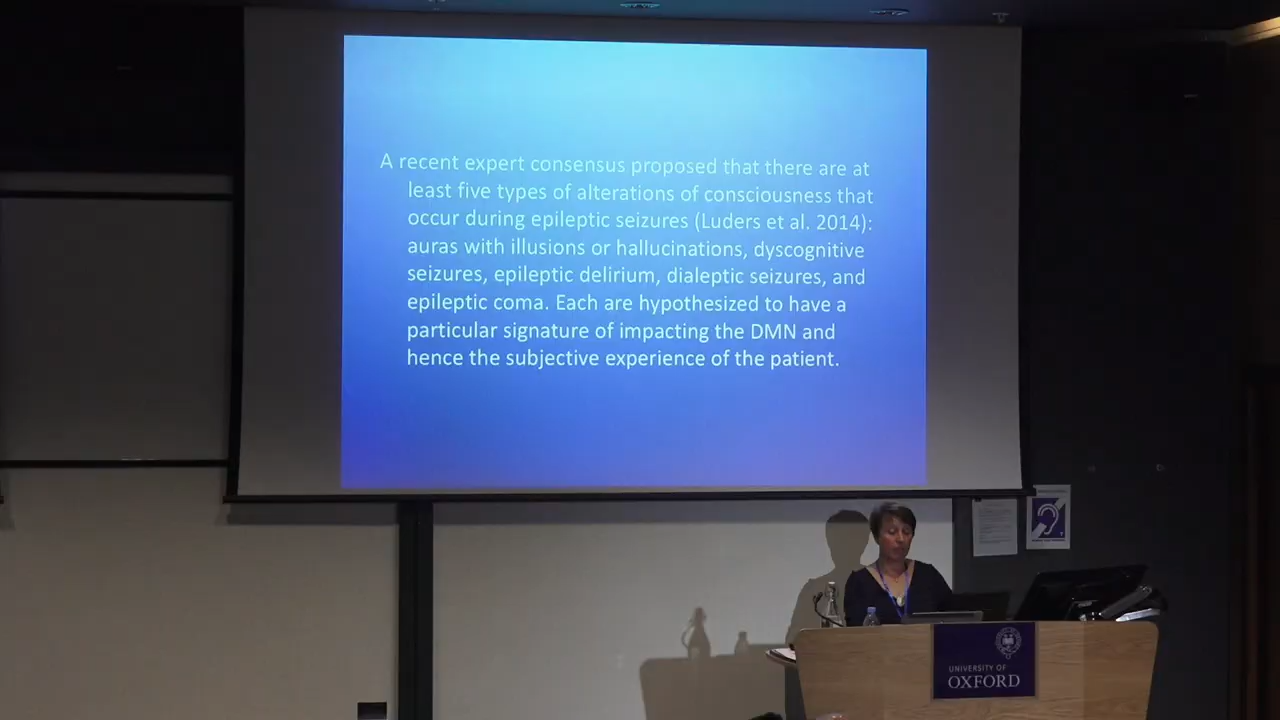 A recent expert consensus proposed that there are at
least five types of alterations of consciousness that
occur during epileptic seizures (Luders et al. 2014):
auras with illusions or hallucinations, dyscognitive
seizures, epileptic delirium, dialeptic seizures, and
epileptic coma. Each are hypothesized to have a
particular signature of impacting the DMN and
hence the subjective experience of the patient.
UNIVERSITY OF
OXFORD